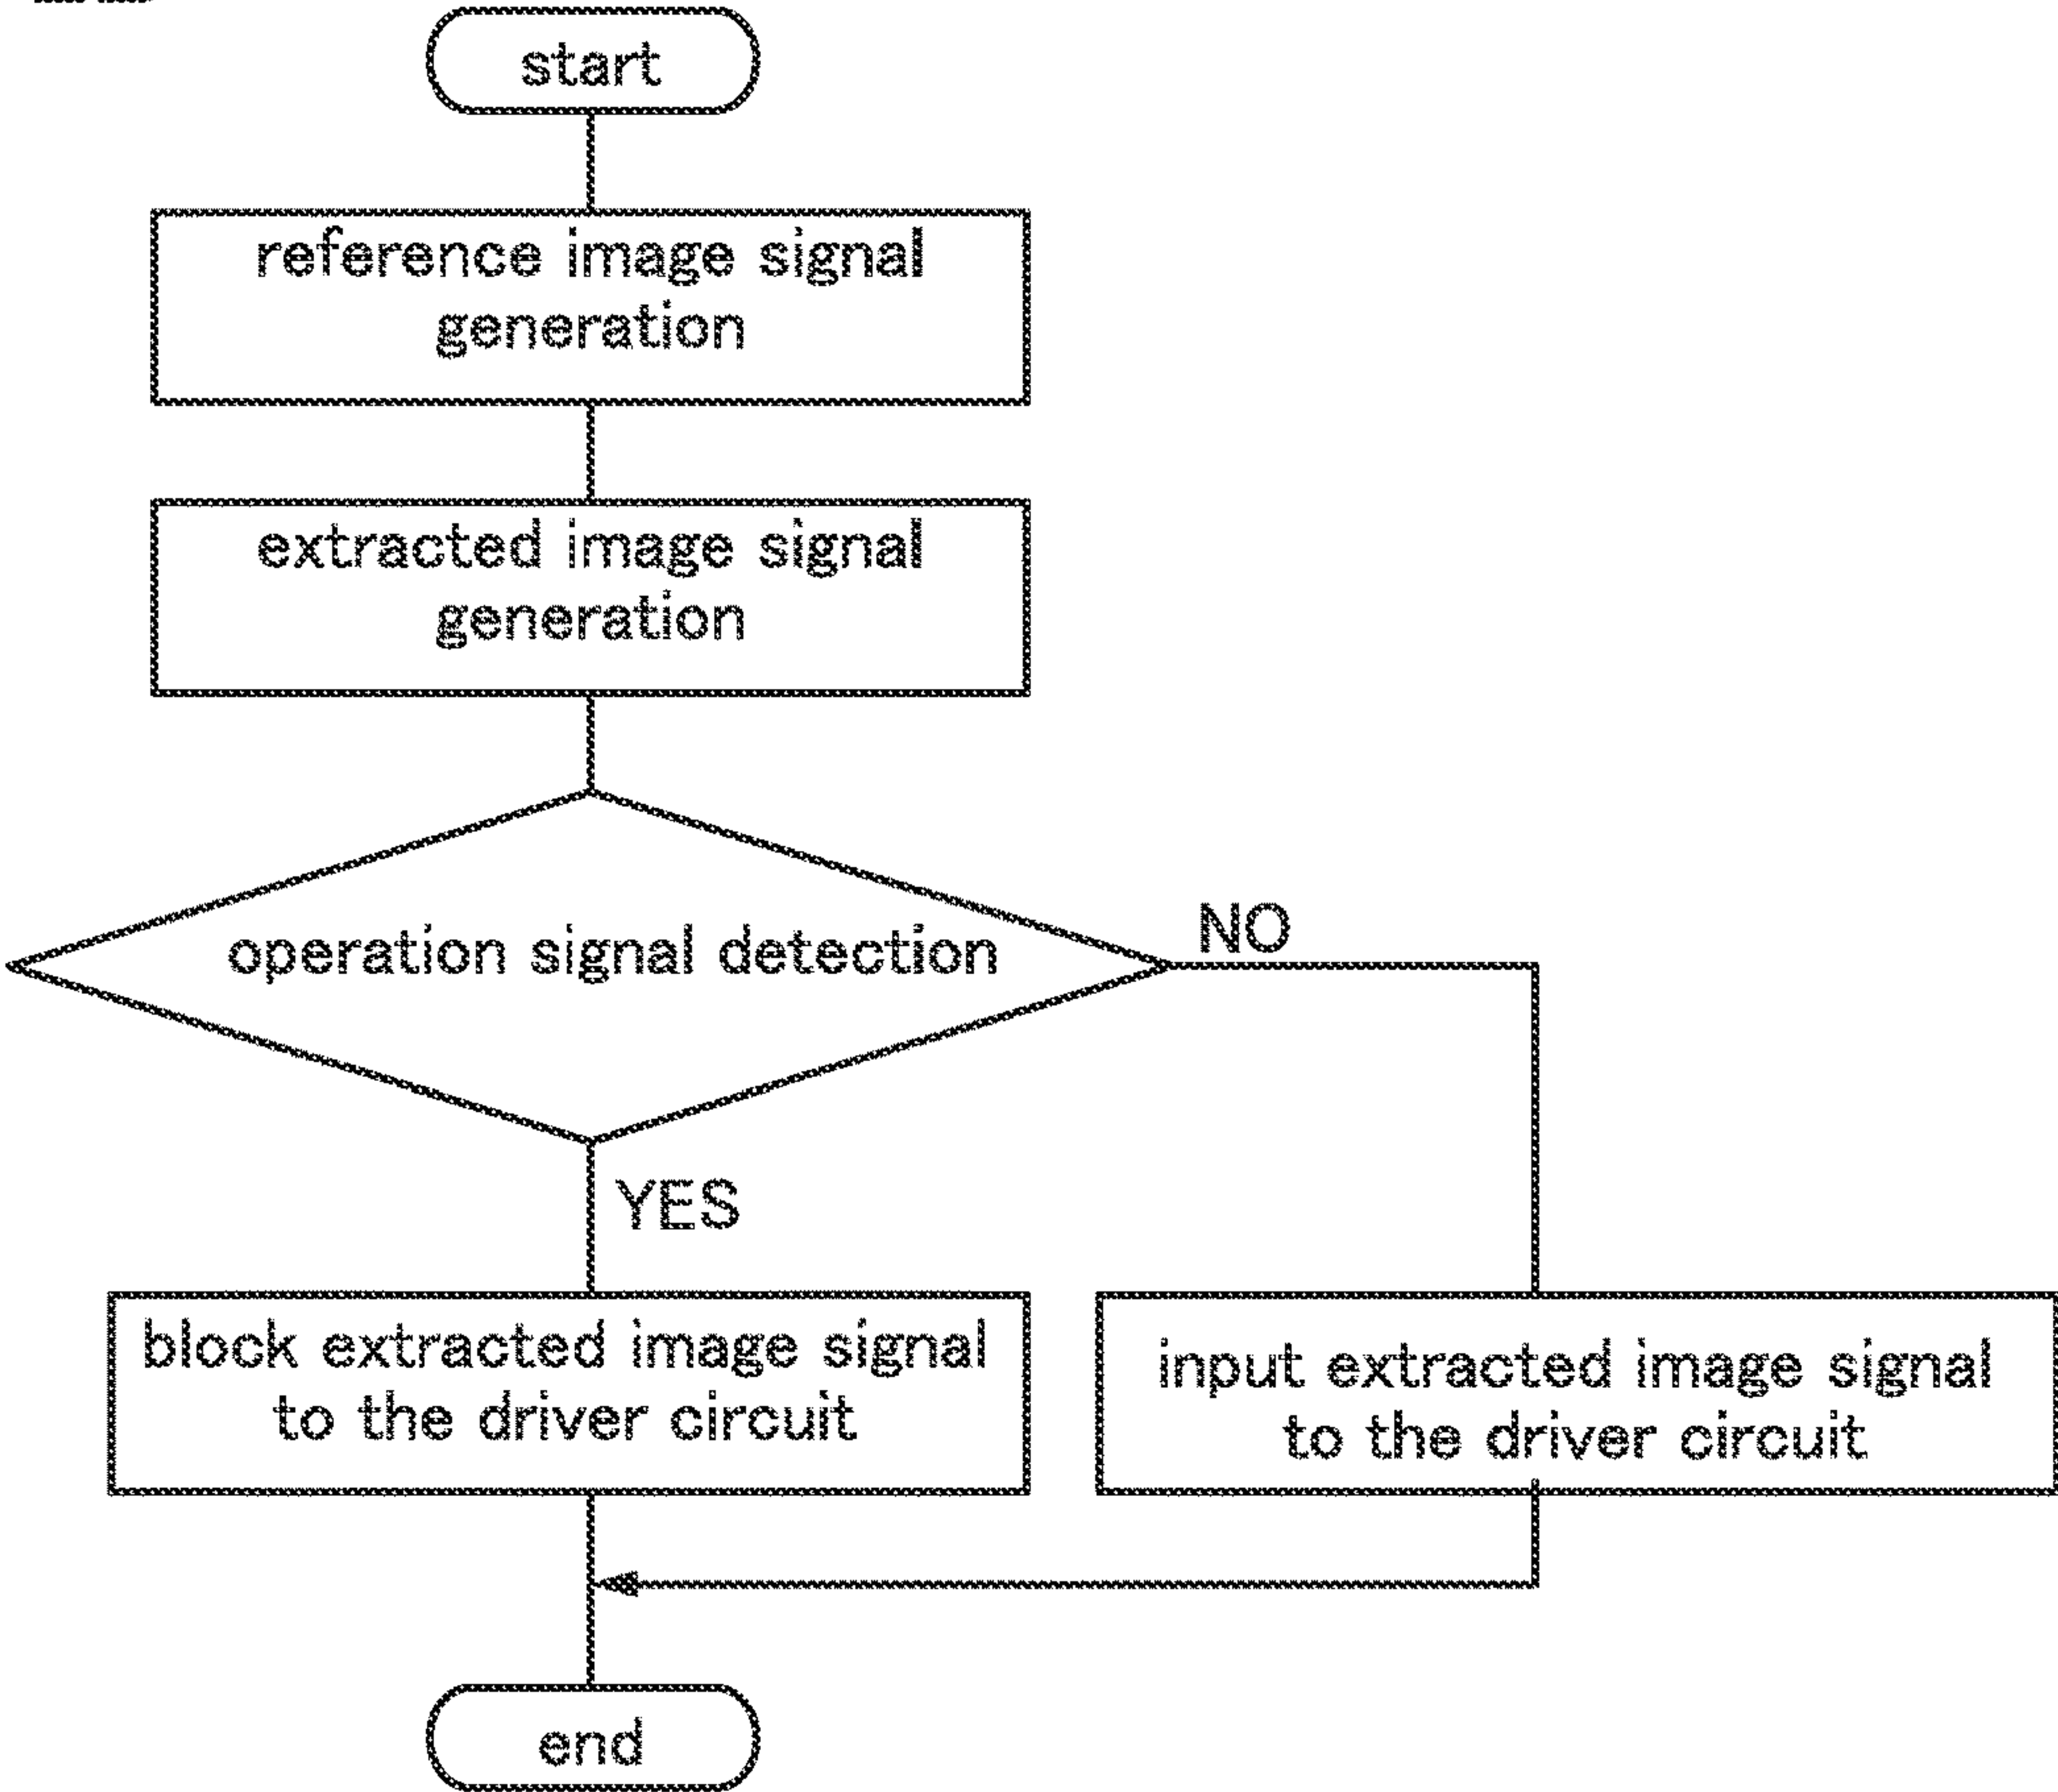 start
reference image signal
generation
extracted image signal
generation
operation signal detection
NO
YES
block extracted image signal
to the driver circuit
input extracted image signal
to the driver circuit
end